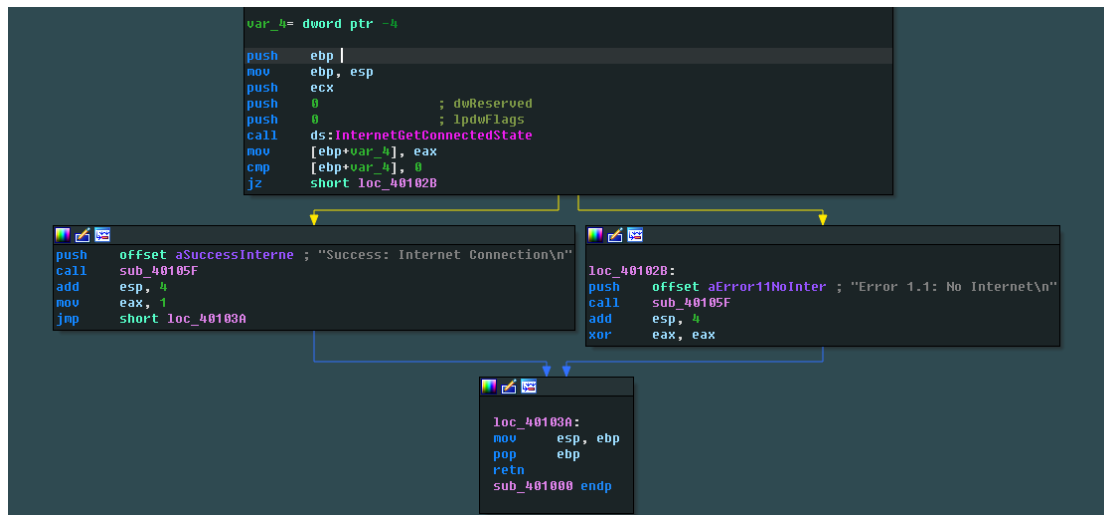 var_4= dword ptr -4
push ebp
mov ebp, esp
push ecx
push 0 ; dwReserved
push 0 ; lpdwFlags
call ds:InternetGetConnectedState
mov [ebp+var_4], eax
cmp [ebp+var_4], 0
jz short loc_40102B
push offset aSuccessInterne ; "Success: Internet Connection\n"
call sub_40105F
add esp, 4
mov eax, 1
jmp short loc_40103A
loc_40102B:
push offset aError11NoInter ; "Error 1.1: No Internet\n"
call sub_40105F
add esp, 4
xor eax, eax
loc_40103A:
mov esp, ebp
pop ebp
retn
sub_401000 endp